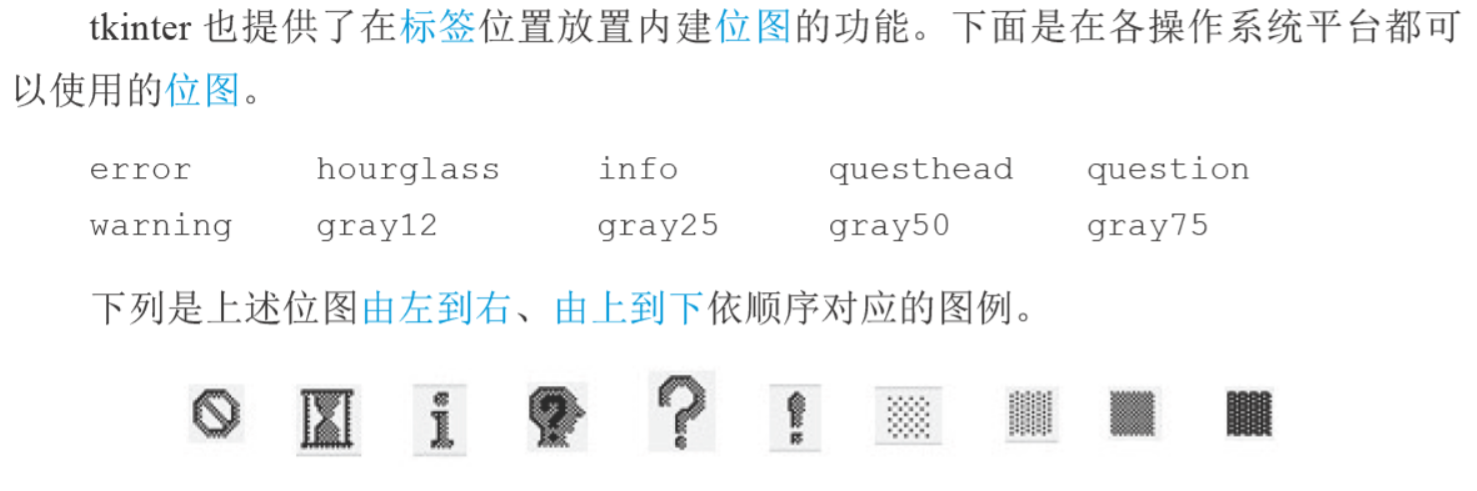 tkinter 也提供了在标签位置放置内建位图的功能。下面是在各操作系统平台都可
以使用的位图。
error hourglass info questhead question
warning gray12 gray25 gray50 gray75
下列是上述位图由左到右、由上到下依顺序对应的图例。